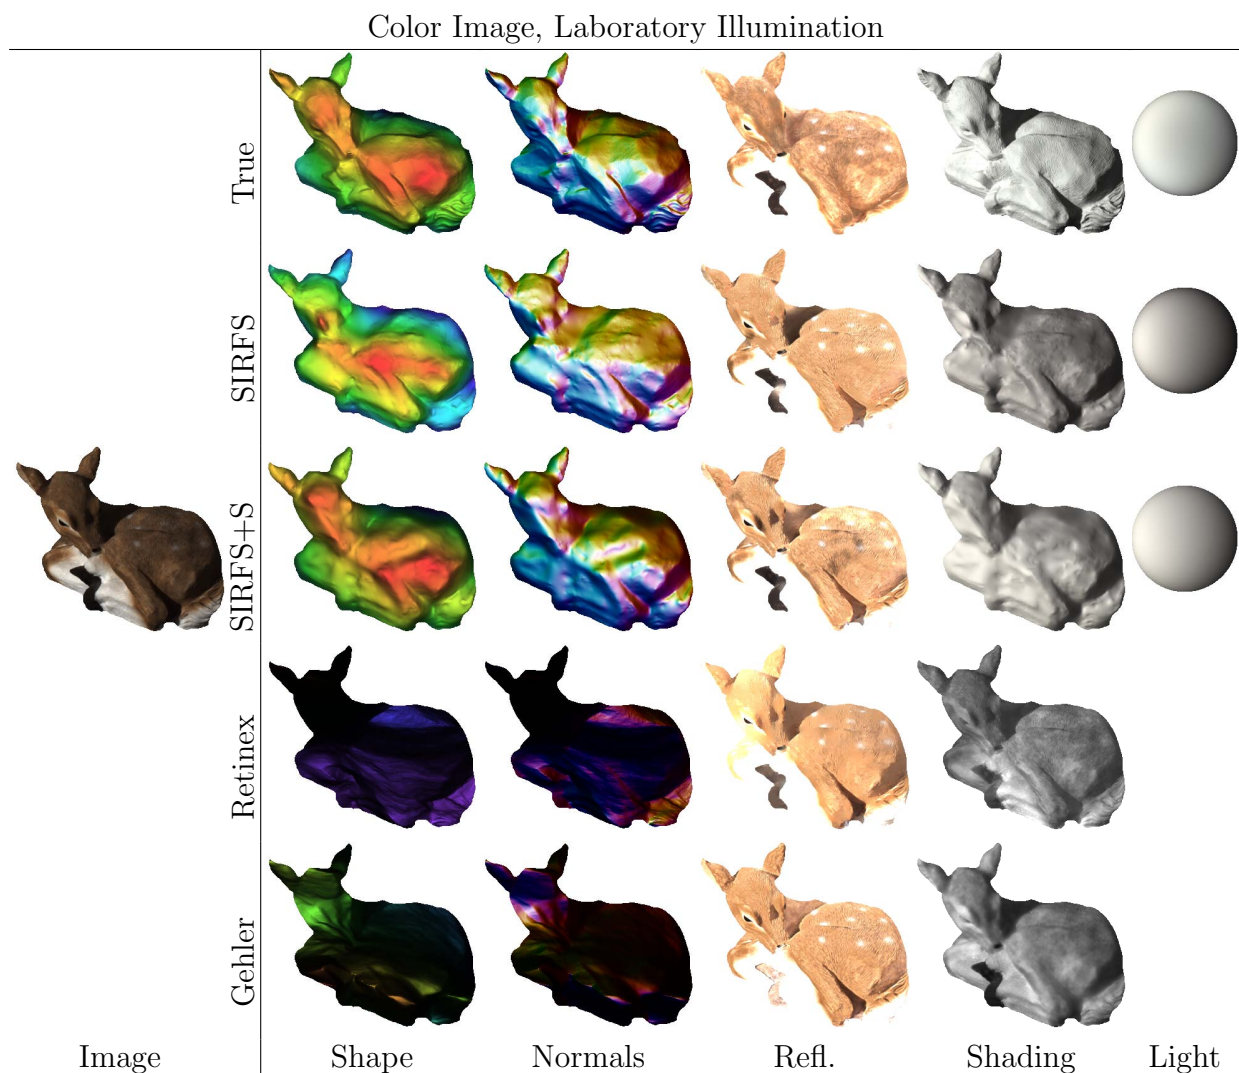 Color Image, Laboratory Illumination
True
SIRFS
SIRFS+S
Retinex
Gehler
Image Shape Normals Refl. Shading Light